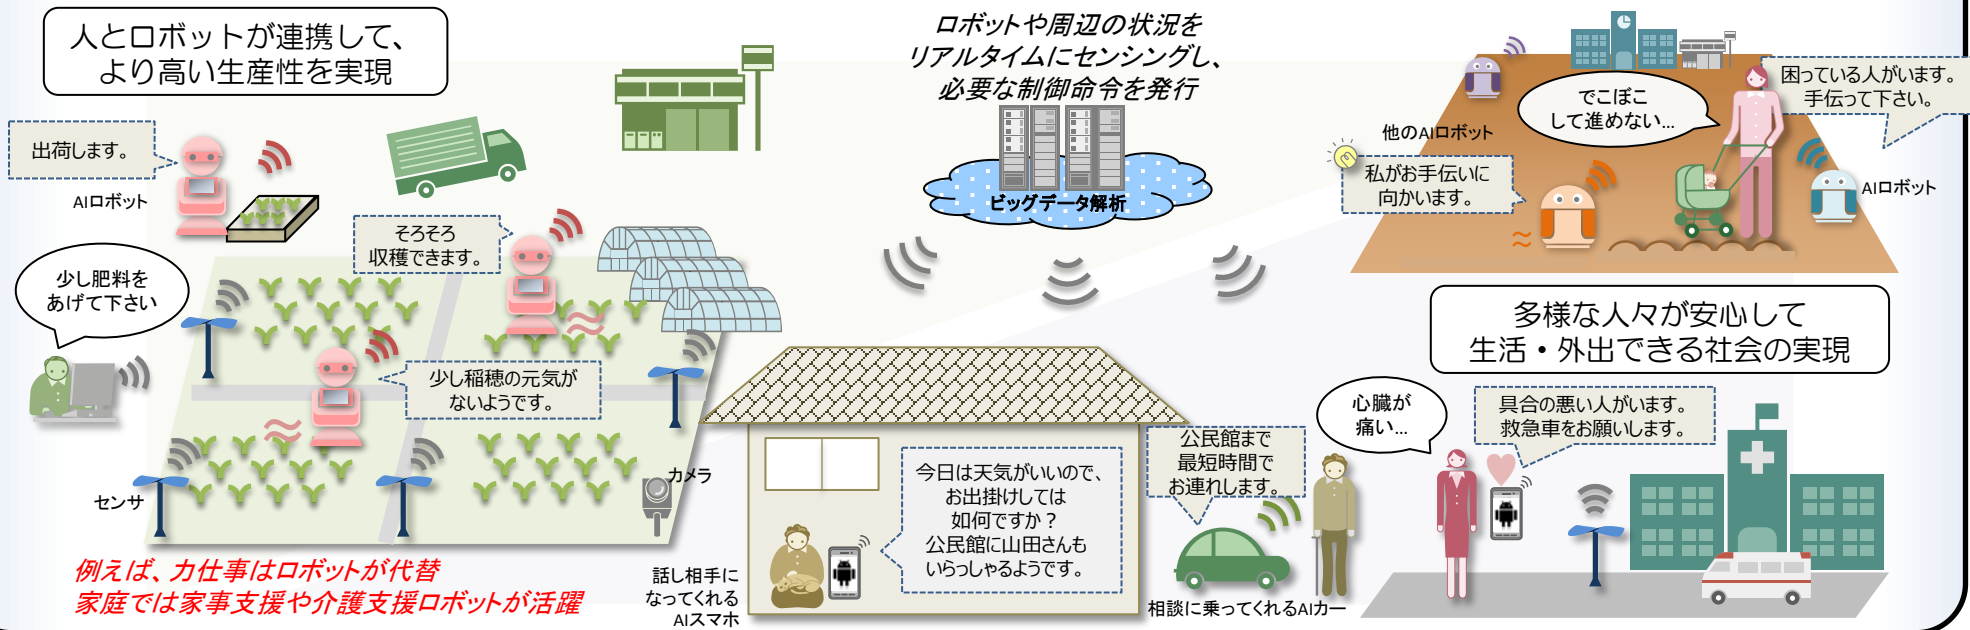 人とロボットが連携して、
より高い生産性を実現
出荷します。
AIロボット
そろそろ
収穫できます。
少し肥料を
あげて下さい
少し稲穂の元気が
ないようです。
センサ
カメラ
例えば、力仕事はロボットが代替
家庭では家事支援や介護支援ロボットが活躍
ロボットや周辺の状況を
リアルタイムにセンシングし、
必要な制御命令を発行
ビッグデータ解析
今日は天気がいいので、
お出掛けしては
如何ですか？
公民館に山田さんも
いらっしゃるようです。
話し相手に
なってくれる
AIスマホ
公民館まで
最短時間で
お連れします。
相談に乗ってくれるAIカー
でこぼこ
して進めない…
困っている人がいます。
手伝って下さい。
他のAIロボット
私がお手伝いに
向かいます。
AIロボット
多様な人々が安心して
生活・外出できる社会の実現
心臓が
痛い…
具合の悪い人がいます。
救急車をお願いします。